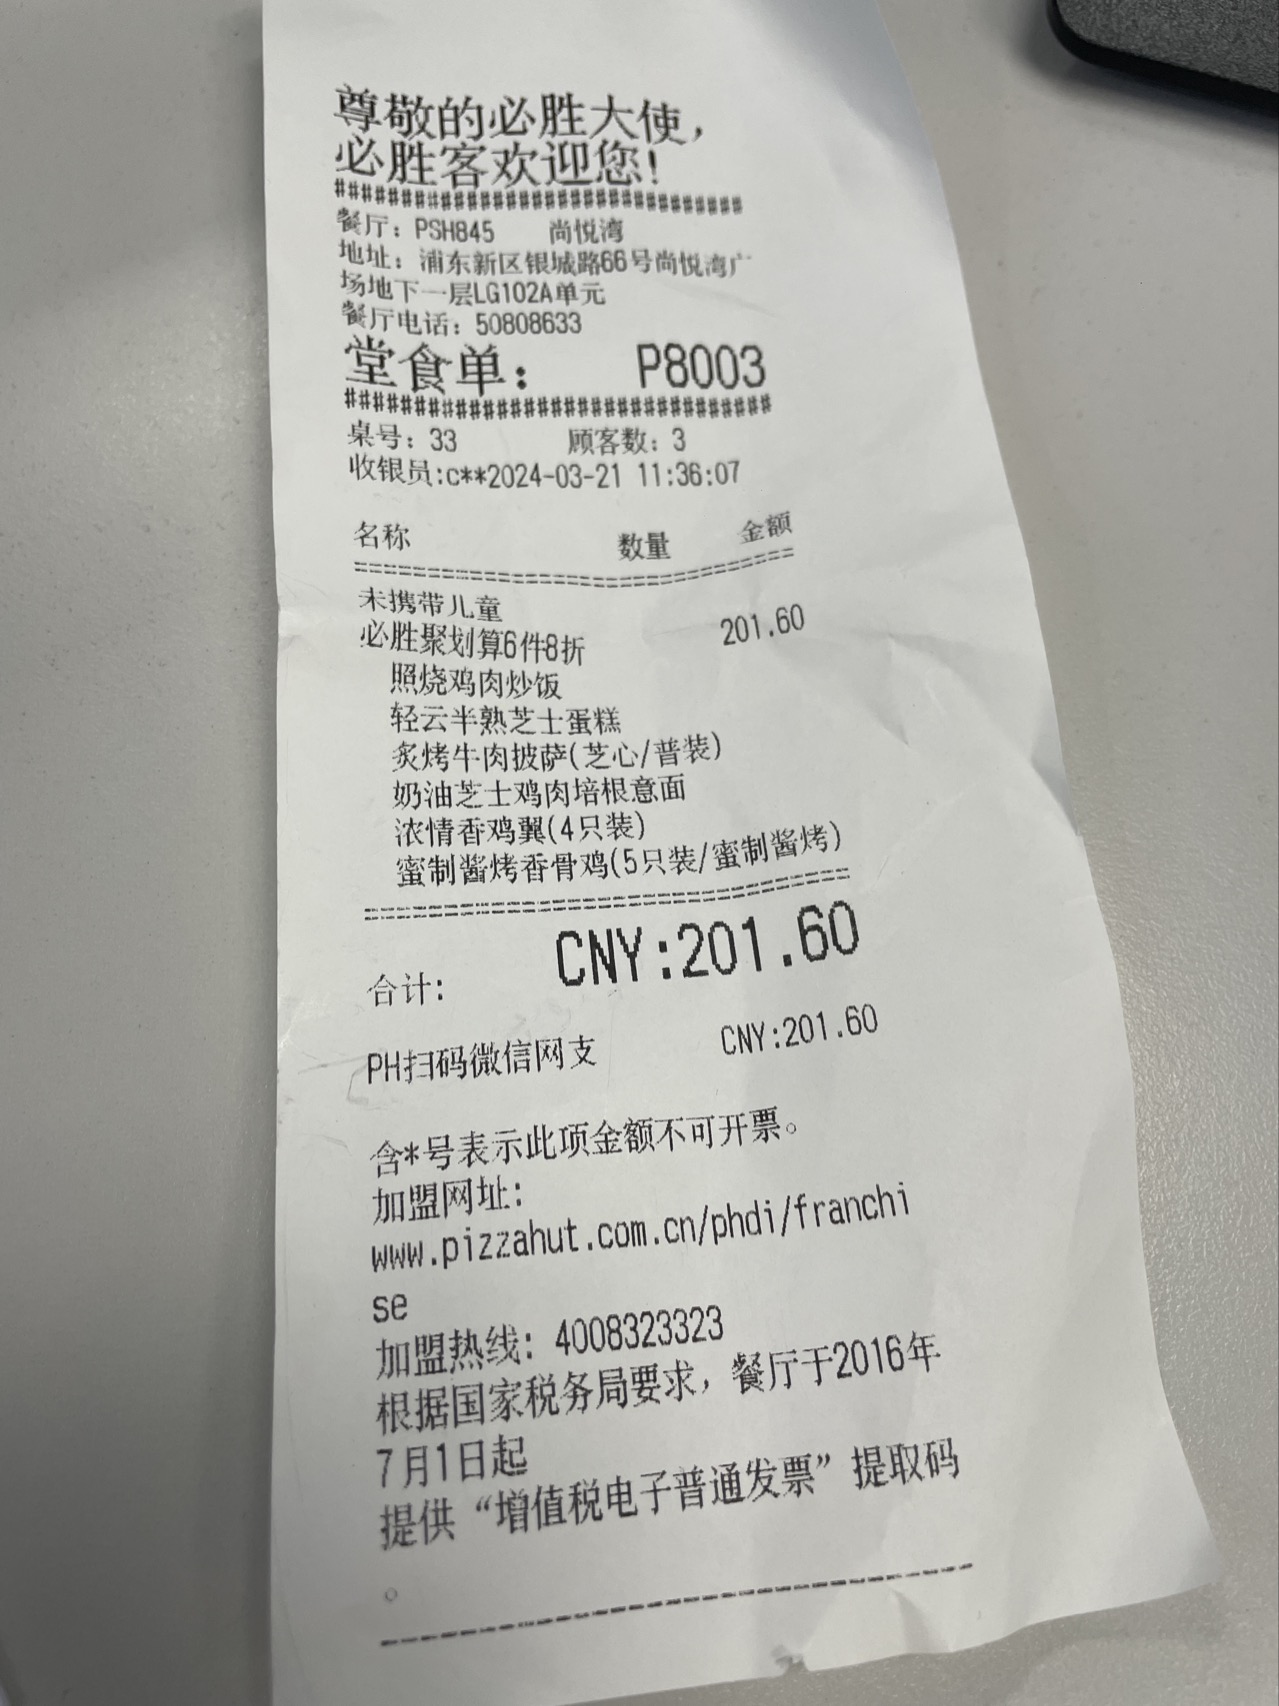 尊敬的必胜大使，
必胜客欢迎您！
################################
餐厅：PSH845 尚悦湾
地址：浦东新区银城路66号尚悦湾广
场地下一层LG102A单元
餐厅电话：50808633
堂食单： P8003
################################
桌号：33 顾客数：3
收银员:c**2024-03-21 11:36:07
名称 数量 金额
未携带儿童
必胜聚划算6件8折 201.60
照烧鸡肉炒饭
轻云半熟芝士蛋糕
炙烤牛肉披萨(芝心/普装)
奶油芝士鸡肉培根意面
浓情香鸡翼(4只装)
蜜制酱烤香骨鸡(5只装/蜜制酱烤)
合计: CNY:201.60
PH扫码微信网支 CNY:201.60
含*号表示此项金额不可开票。
加盟网址:
www.pizzahut.com.cn/phdi/franchi
se
加盟热线: 4008323323
根据国家税务局要求，餐厅于2016年
7月1日起
提供“增值税电子普通发票”提取码
。